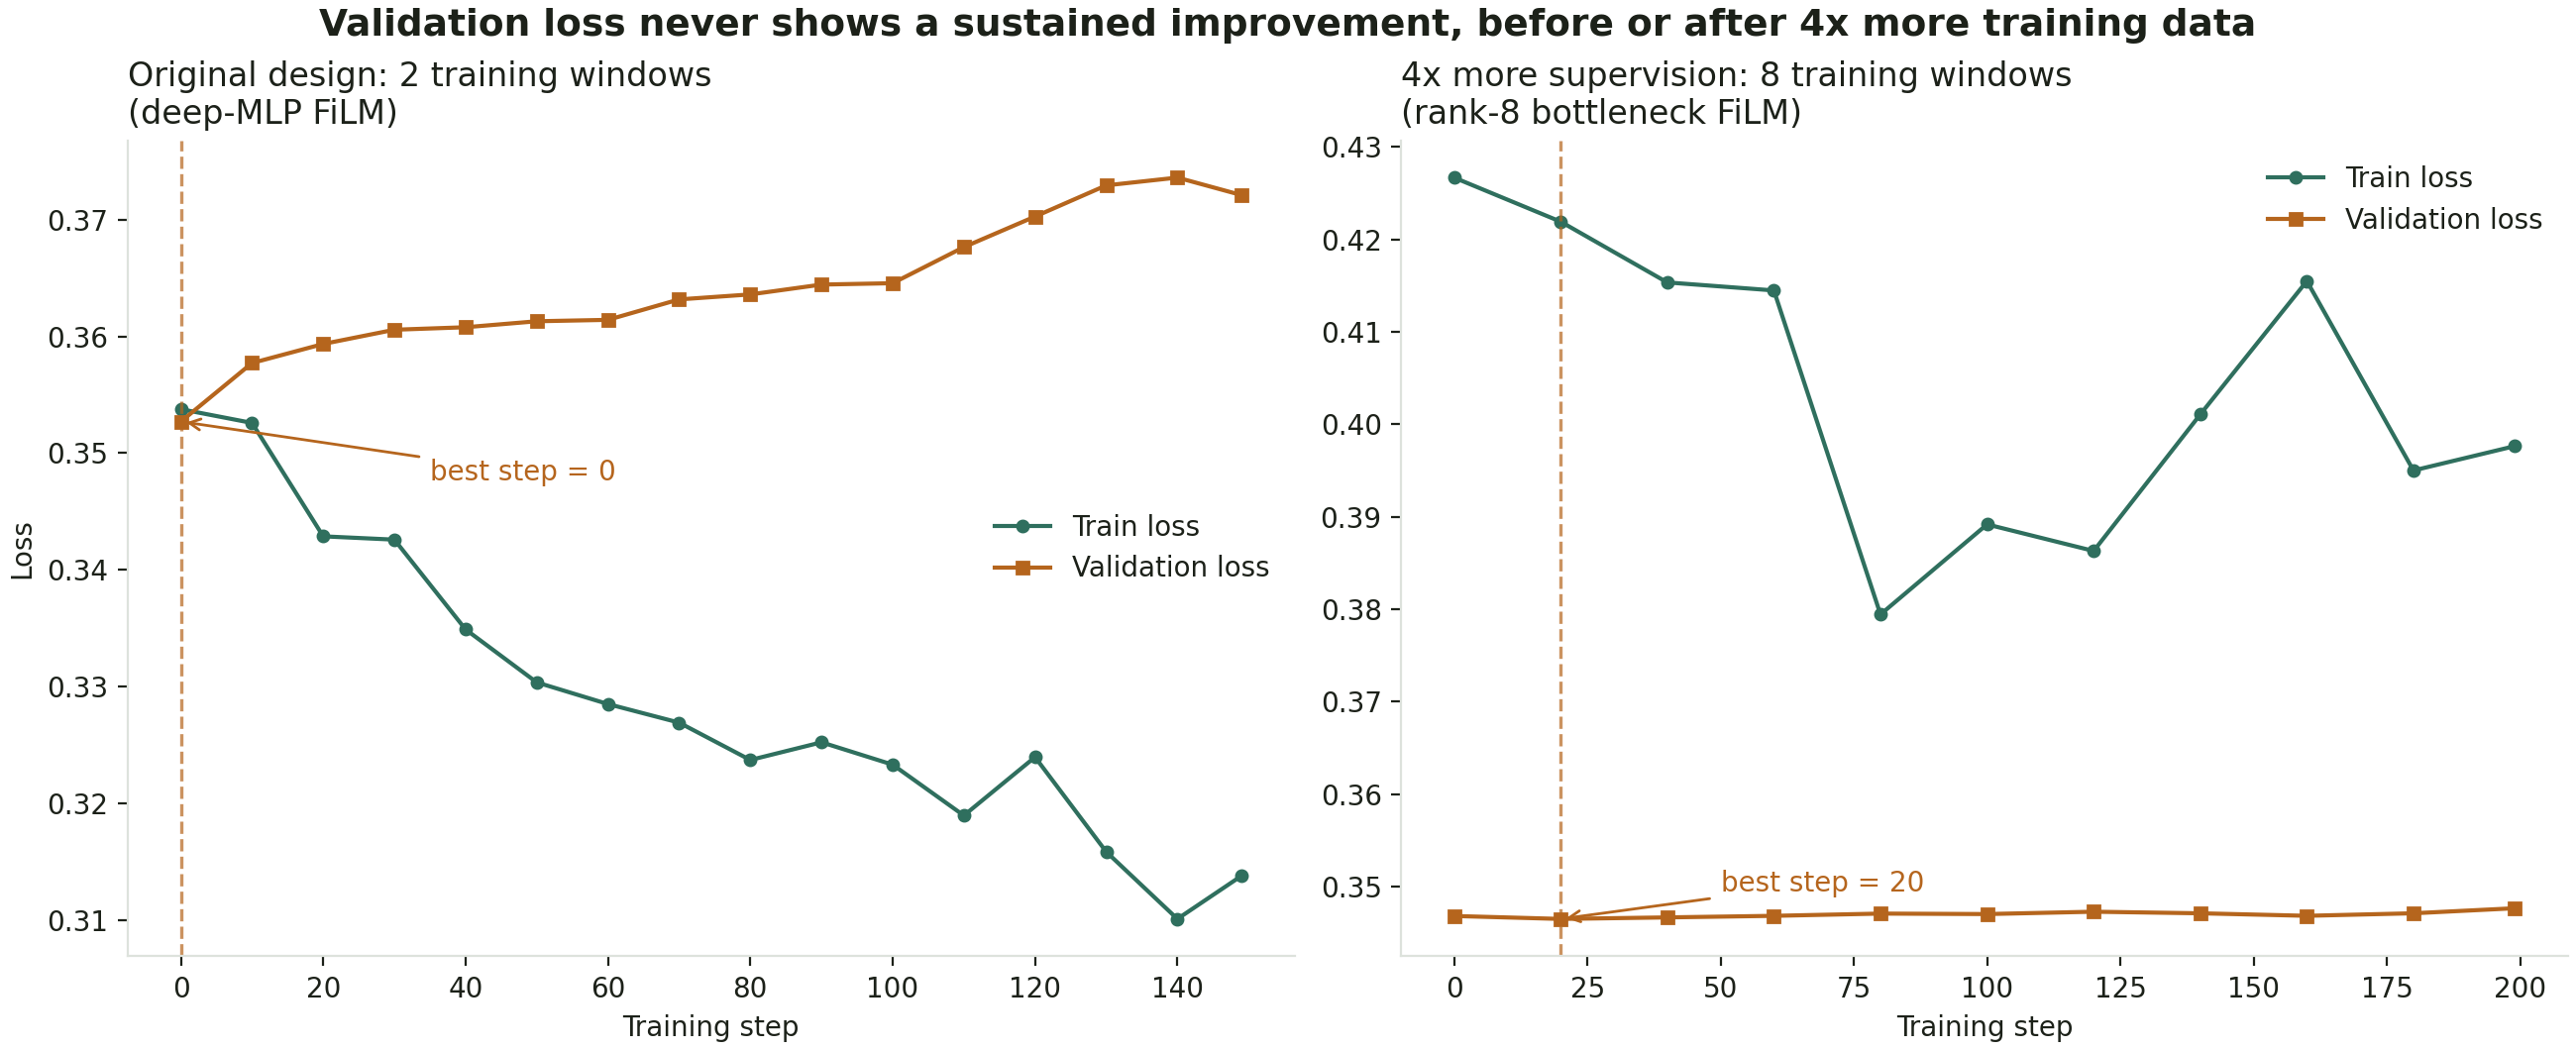 Validation loss never shows a sustained improvement, before or after 4x more training data
Original design: 2 training windows
(deep-MLP FiLM)
0.37
0.36
0.35
0.34
0.33
0.32
0.31
Loss
best step = 0
Train loss
Validation loss
0 20 40 60 80 100 120 140
Training step
4x more supervision: 8 training windows
(rank-8 bottleneck FiLM)
0.43
0.42
0.41
0.40
0.39
0.38
0.37
0.36
0.35
Train loss
Validation loss
best step = 20
0 25 50 75 100 125 150 175 200
Training step